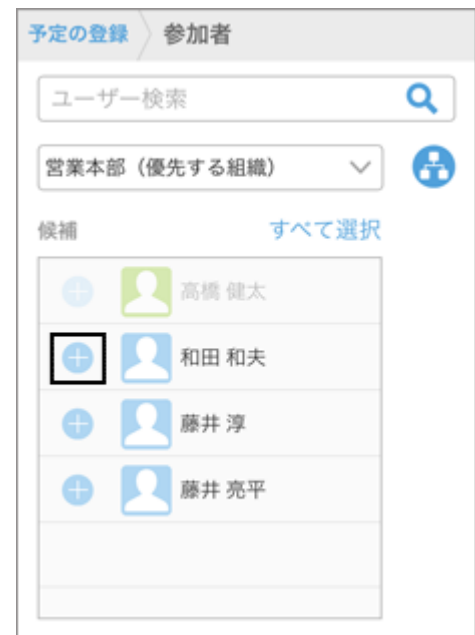 予定の登録 参加者
ユーザー検索
営業本部（優先する組織）
候補 すべて選択
高橋 健太
和田 和夫
藤井 淳
藤井 亮平